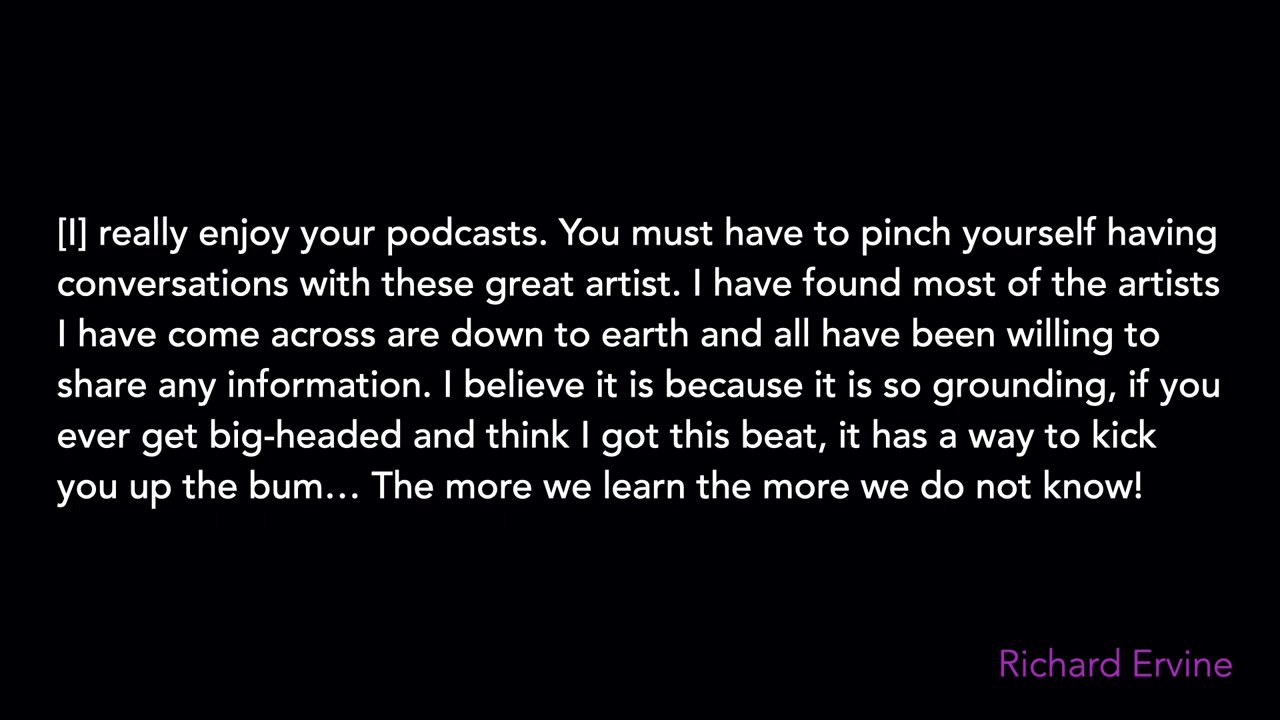 [I] really enjoy your podcasts. You must have to pinch yourself having
conversations with these great artist. I have found most of the artists
I have come across are down to earth and all have been willing to
share any information. I believe it is because it is so grounding, if you
ever get big-headed and think I got this beat, it has a way to kick
you up the bum… The more we learn the more we do not know!
Richard Ervine